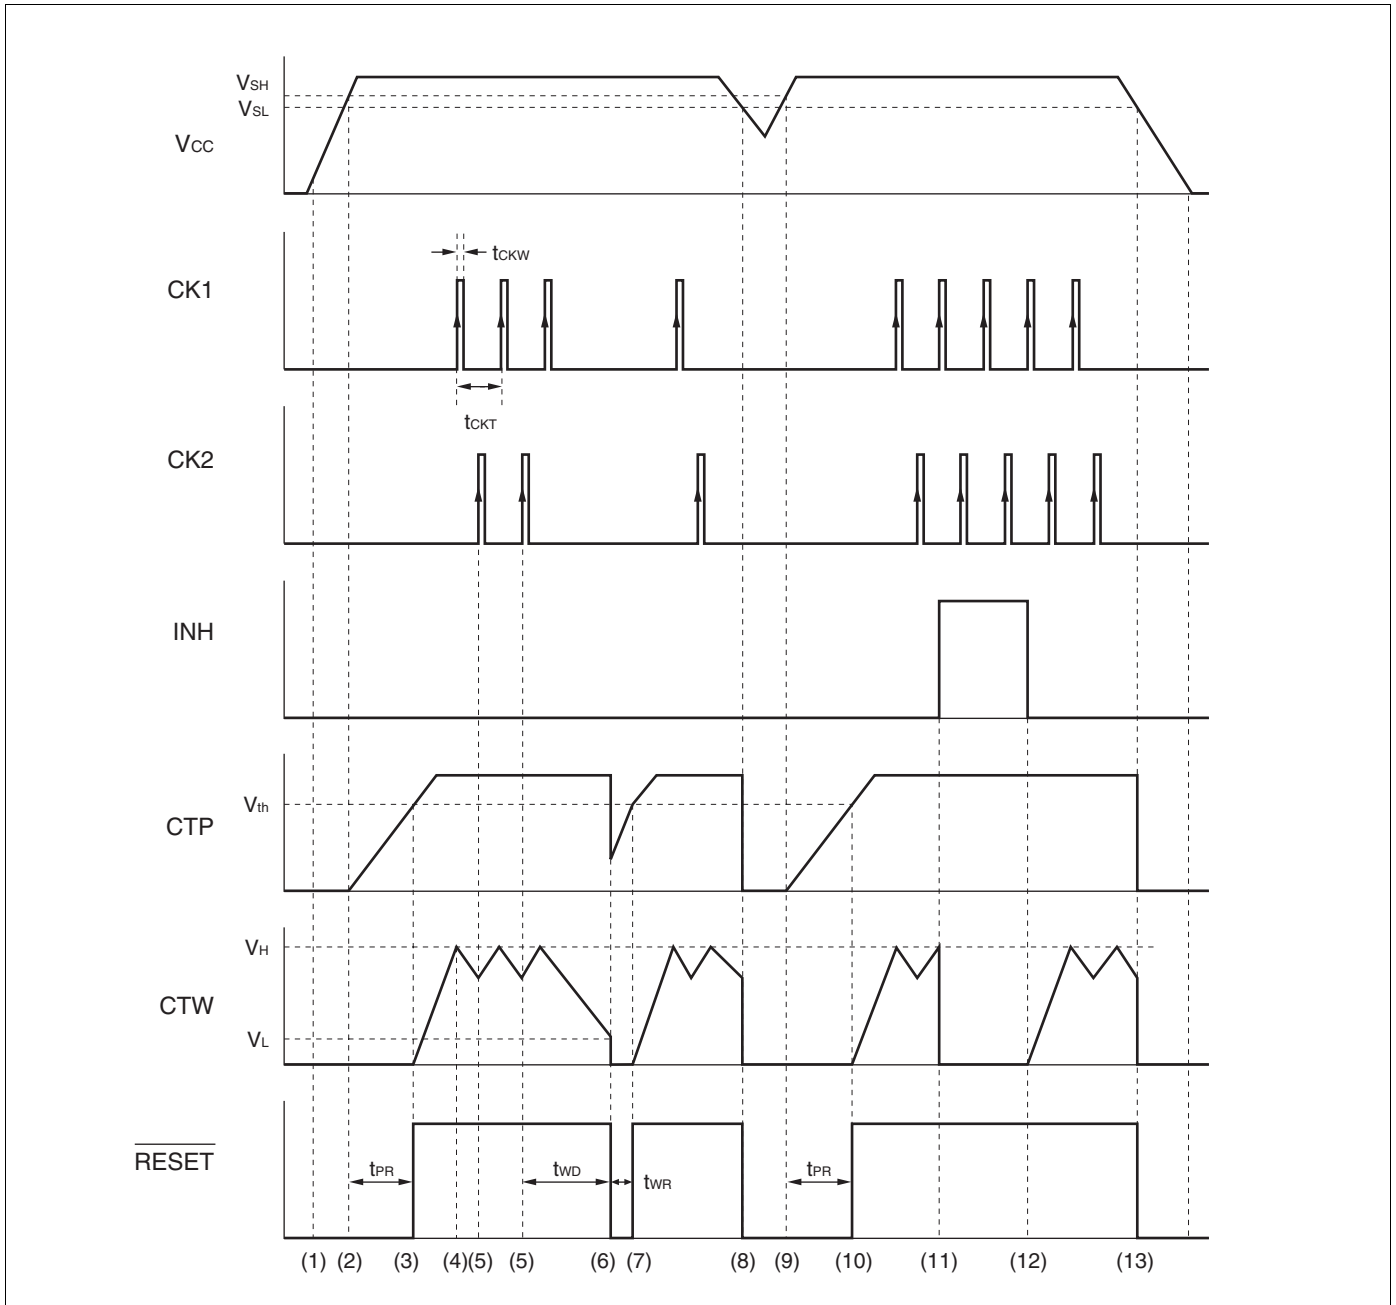 VSH
VSL
VCC
tCKW
CK1
tCKT
CK2
INH
Vth
CTP
VH
CTW
VL
RESET
tPR
tWD
tWR
tPR
(1) (2) (3) (4) (5) (5) (6) (7) (8) (9) (10) (11) (12) (13)